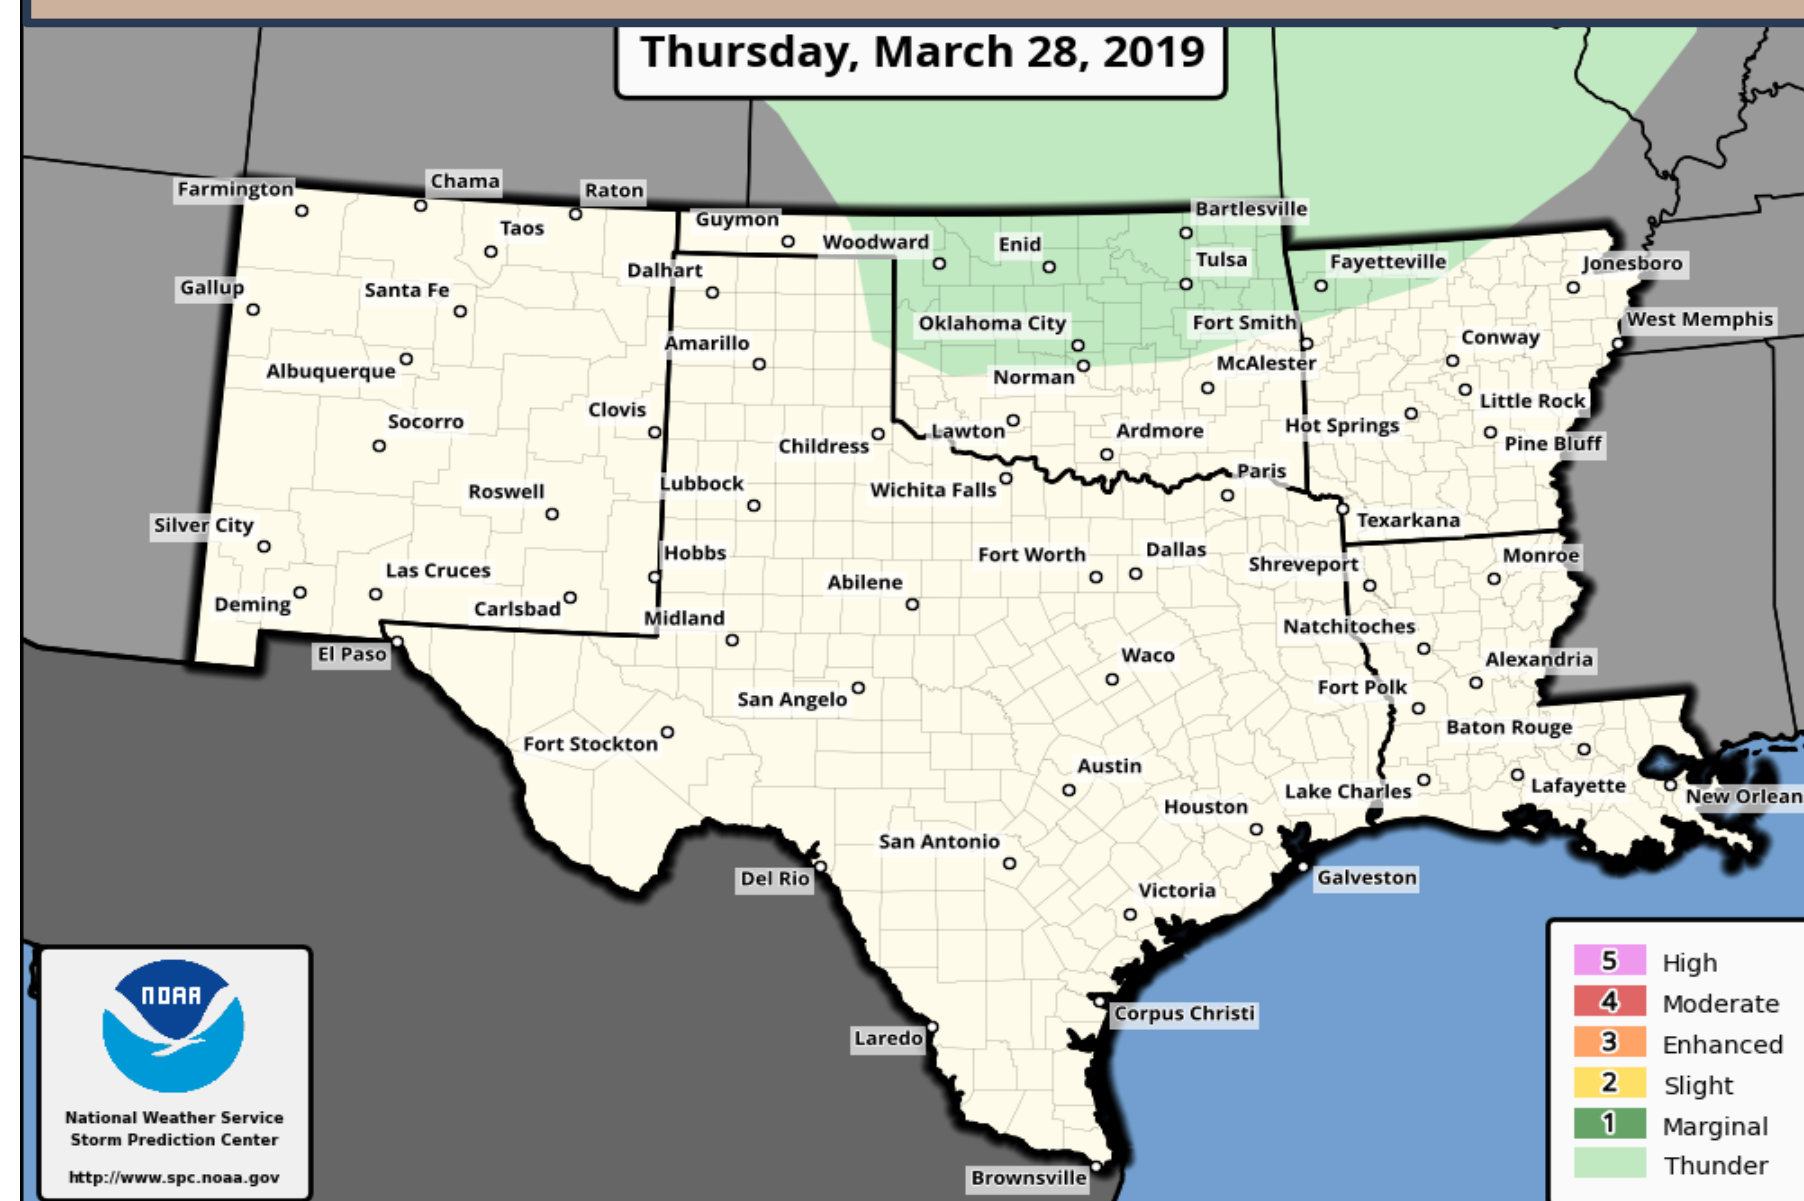 Thursday, March 28, 2019
Farmington
Chama
Raton
Taos
Guymon
Woodward
Enid
Bartlesville
Tulsa
Fayetteville
Jonesboro
Gallup
Santa Fe
Dalhart
Oklahoma City
Fort Smith
West Memphis
Albuquerque
Amarillo
Norman
McAlester
Conway
Little Rock
Socorro
Clovis
Childress
Lawton
Ardmore
Hot Springs
Pine Bluff
Roswell
Lubbock
Wichita Falls
Paris
Texarkana
Silver City
Hobbs
Fort Worth
Dallas
Shreveport
Monroe
Las Cruces
Deming
Carlsbad
Midland
Abilene
Natchitoches
El Paso
Waco
Alexandria
San Angelo
Fort Polk
Fort Stockton
Baton Rouge
Austin
Lake Charles
Lafayette
New Orlean
Houston
San Antonio
Del Rio
Galveston
Victoria
Corpus Christi
Laredo
Brownsville
NOAA
National Weather Service
Storm Prediction Center
http://www.spc.noaa.gov
5 High
4 Moderate
3 Enhanced
2 Slight
1 Marginal
Thunder